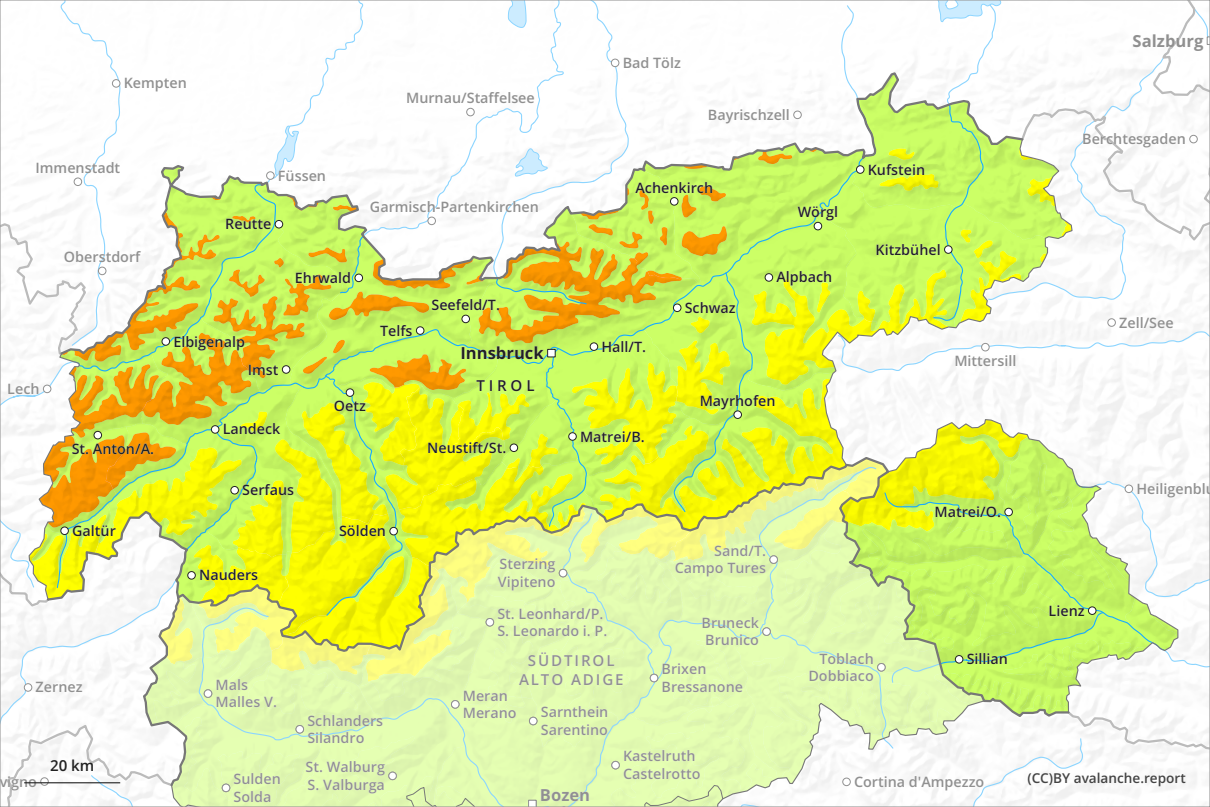 Salzburg
Bad Tölz
Kempten
Murnau/Staffelsee
Bayrischzell
Berchtesgaden
Immenstadt
Füssen
Kufstein
Achenkirch
Garmisch-Partenkirchen
Wörgl
Reutte
Oberstdorf
Kitzbühel
Ehrwald
Alpbach
Seefeld/T.
Schwaz
Telfs
Zell/See
Elbigenalp
Innsbruck
Hall/T.
Mittersill
Imst
TIROL
Lech
Oetz
Mayrhofen
Landeck
Matrei/B.
St. Anton/A.
Neustift/St.
Serfaus
Heiligenblu
Matrei/O.
Galtür
Sölden
Sand/T.
Campo Tures
Sterzing
Vipiteno
Nauders
Lienz
St. Leonhard/P.
S. Leonardo i. P.
Bruneck
Brunico
SÜDTIROL
ALTO ADIGE
Sillian
Toblach
Dobbiaco
Brixen
Bressanone
Zernez
Mals
Malles V.
Meran
Merano
Sarnthein
Sarentino
Schlanders
Silandro
Kastelruth
Castelrotto
20 km
St. Walburg
S. Valburga
vigno
Sulden
Solda
Cortina d'Ampezzo
(CC)BY avalanche.report
Bozen